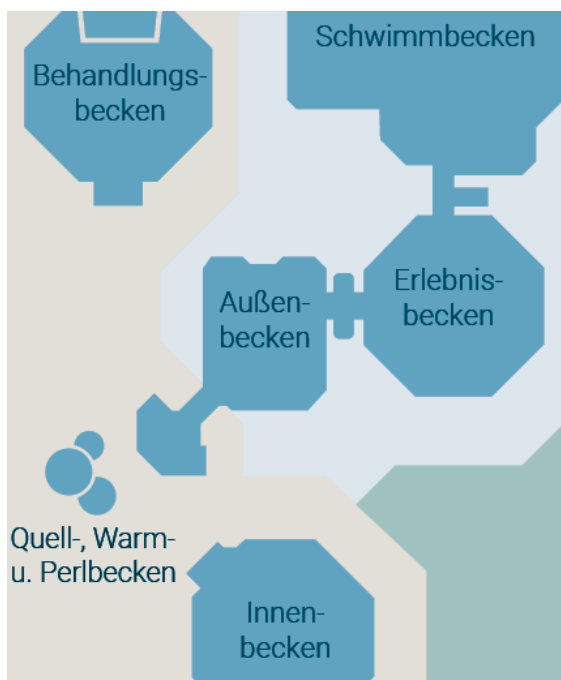 Schwimmbecken
Behandlungs-
becken
Erlebnis-
becken
Außen-
becken
Quell-, Warm-
u. Perlbecken
Innen-
becken